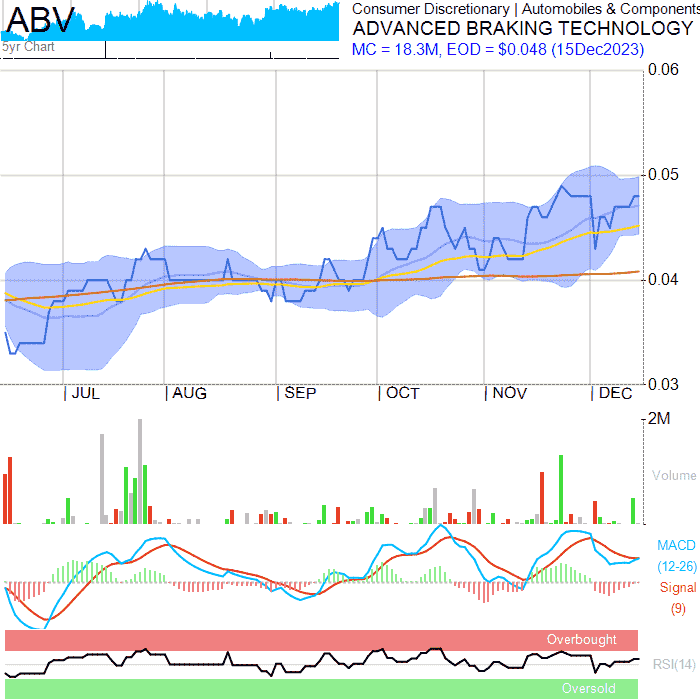 ABV
5yr Chart
Consumer Discretionary | Automobiles & Components
ADVANCED BRAKING TECHNOLOGY
MC = 18.3M, EOD = $0.048 (15Dec2023)
0.06
0.05
0.04
0.03
JUL AUG SEP OCT NOV DEC
2M
Volume
MACD
(12-26)
Signal
(9)
Overbought
RSI(14)
Oversold